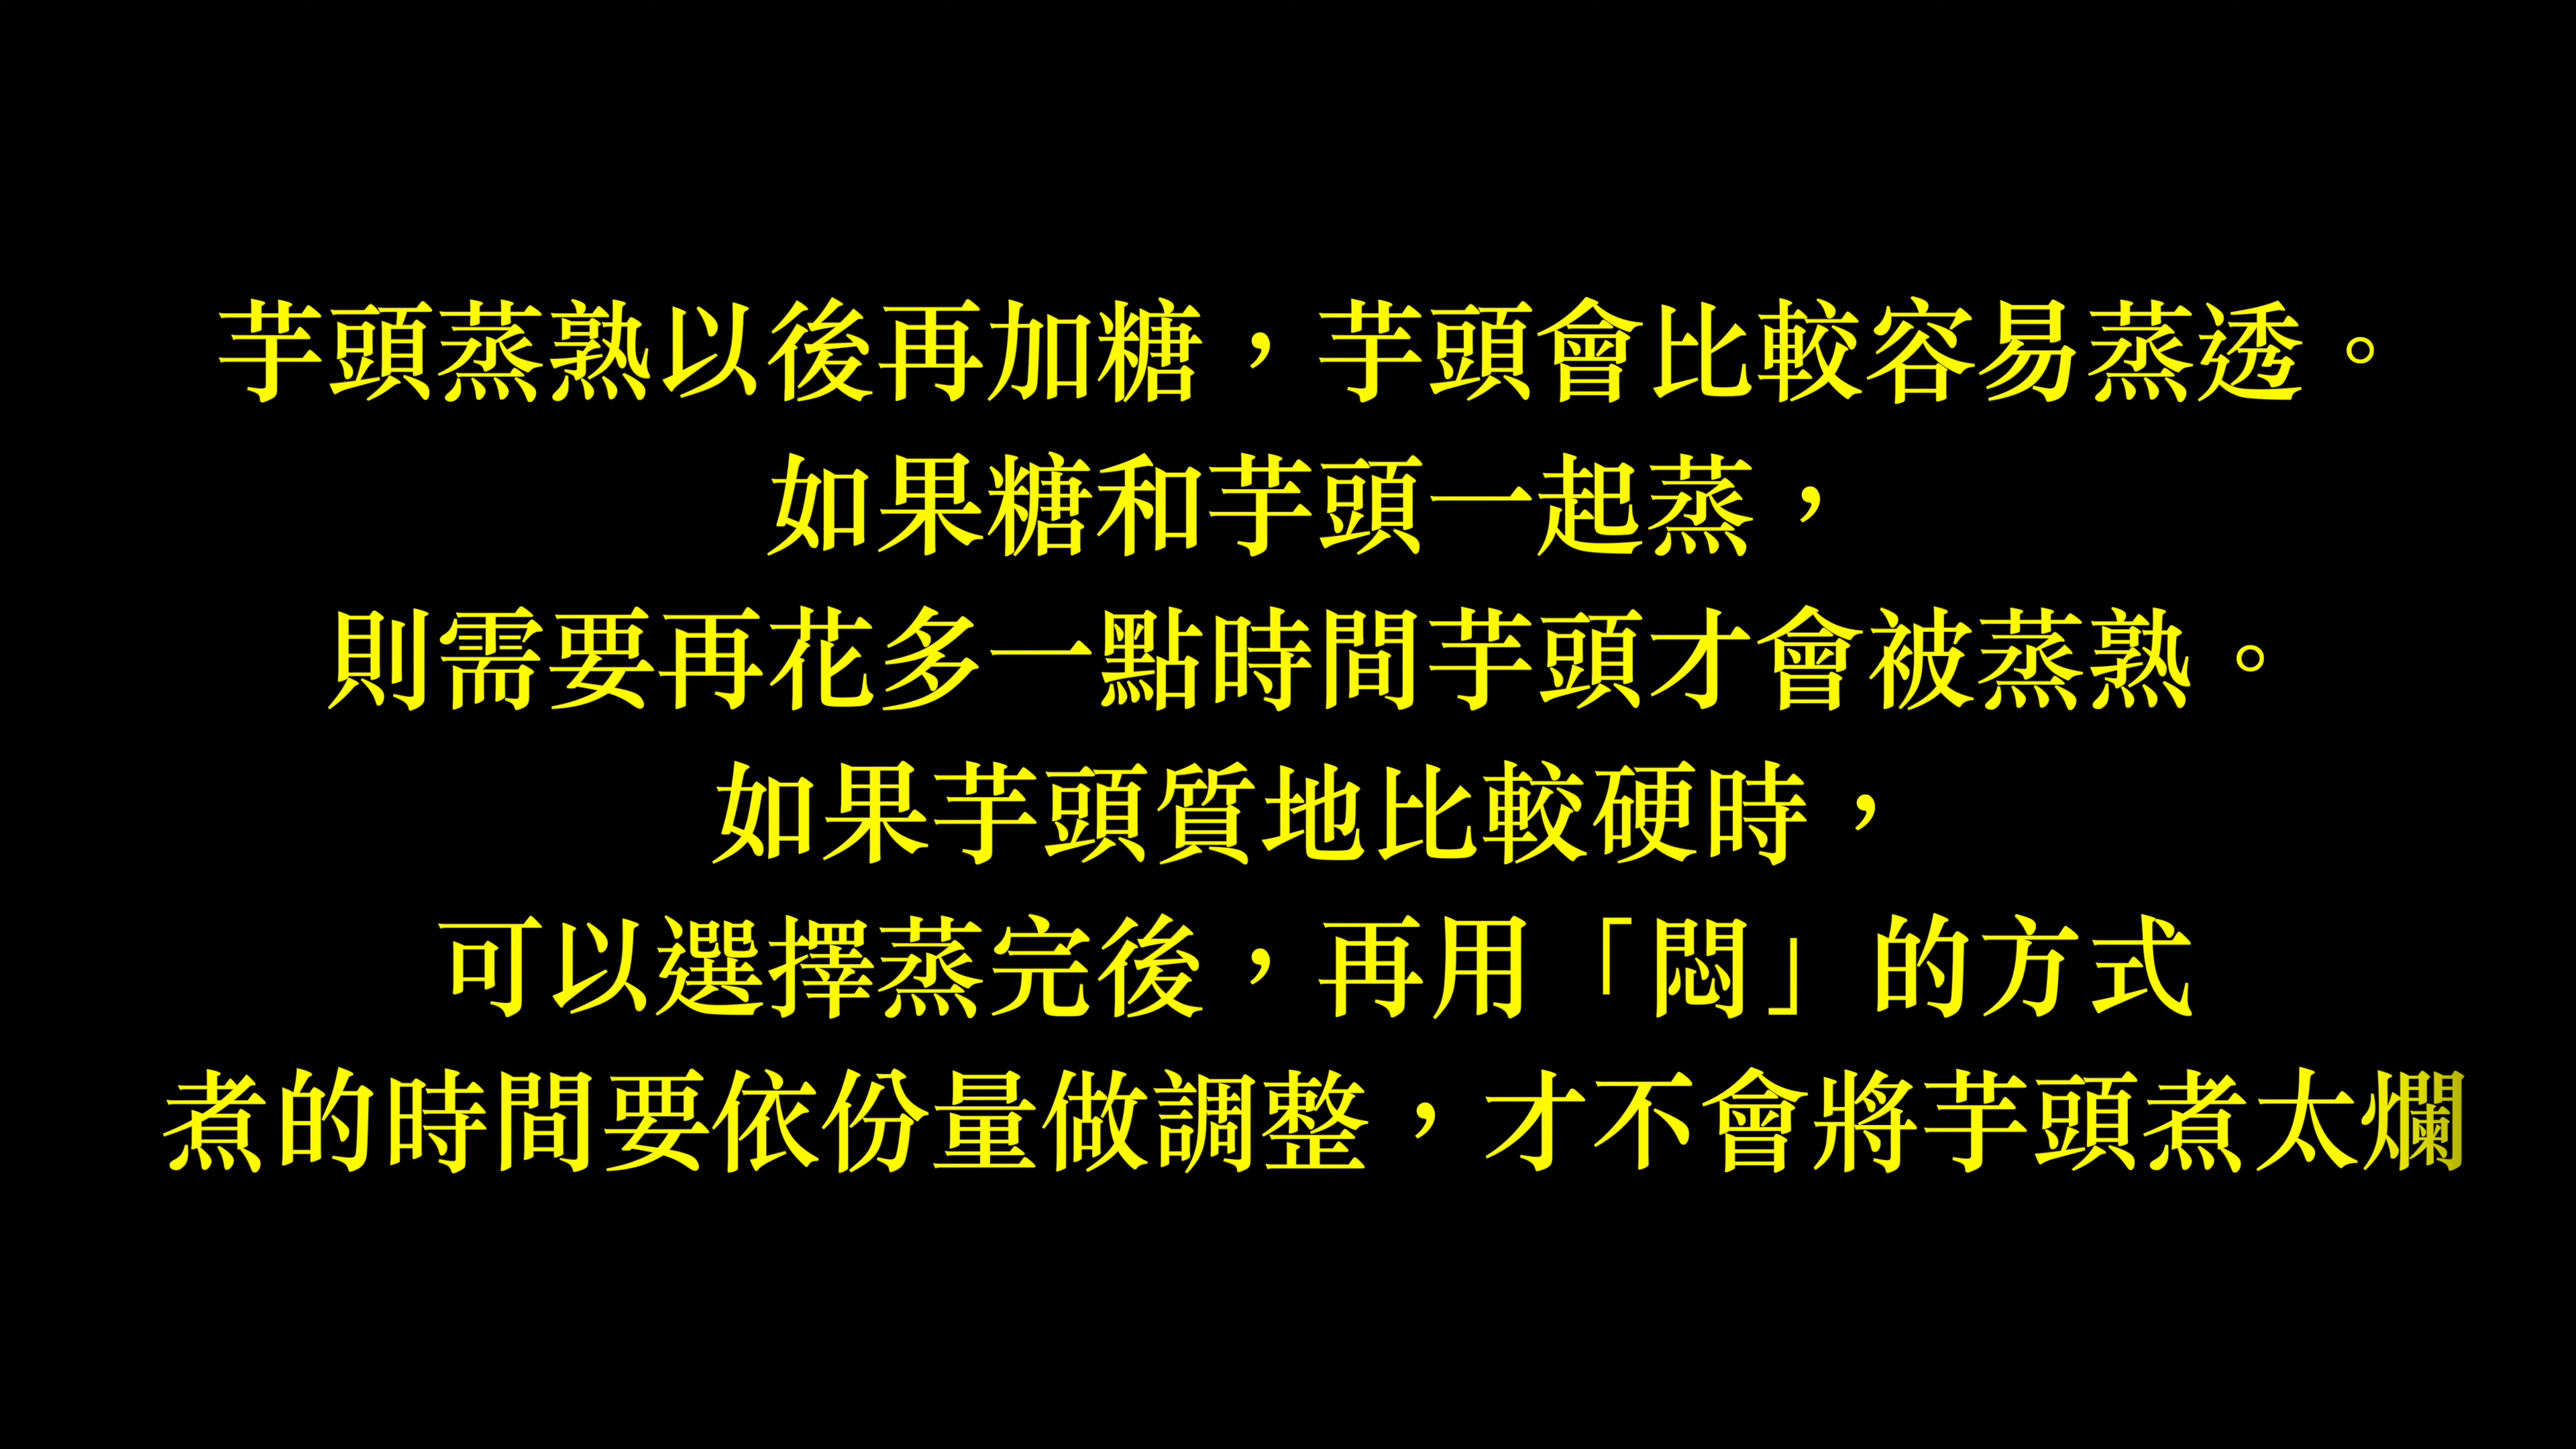 芋頭蒸熟以後再加糖，芋頭會比較容易蒸透。
如果糖和芋頭一起蒸，
則需要再花多一點時間芋頭才會被蒸熟。
如果芋頭質地比較硬時，
可以選擇蒸完後，再用「悶」的方式
煮的時間要依份量做調整，才不會將芋頭煮太爛